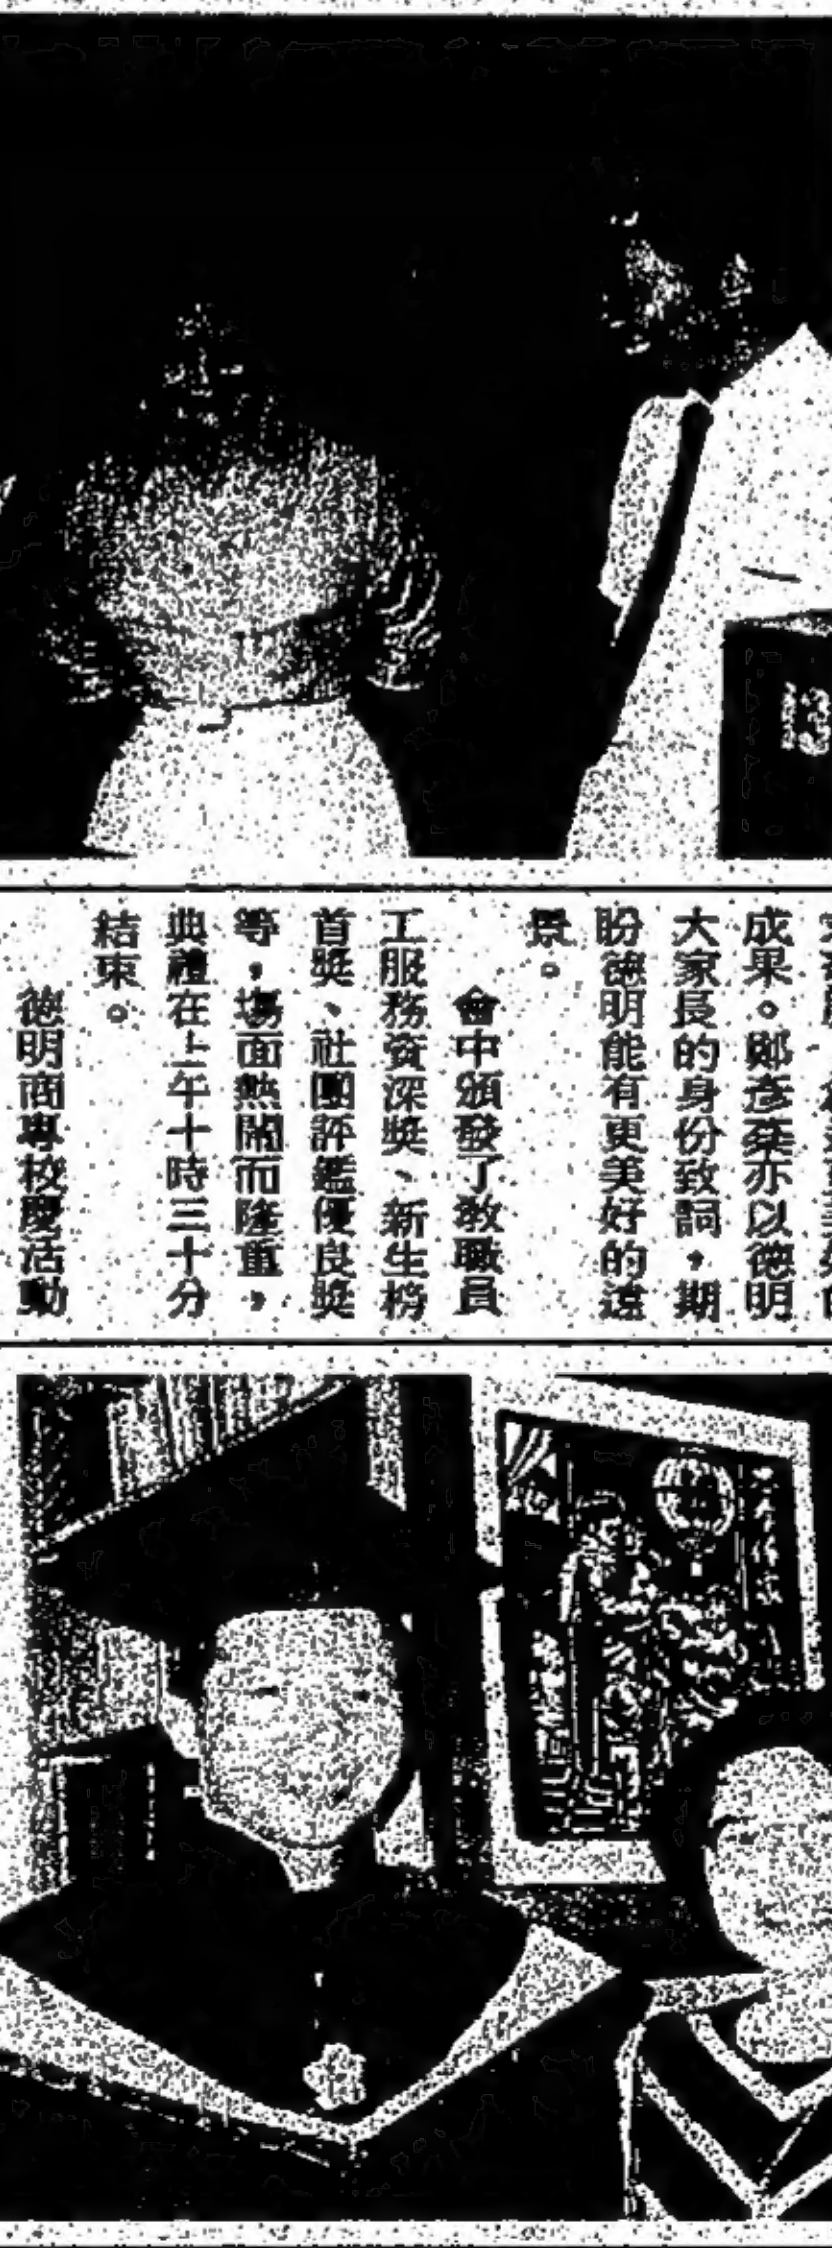 成果。鄭彥棻亦以德明
大家長的身份致詞，期
盼德明能有更美好的遠
景。
會中頒發了教職員
工服務資深獎、新生榜
首獎、社團評鑑優良獎
等，場面熱鬧而隆重，
典禮在上午十時三十分
結束。
德明商專校慶活動